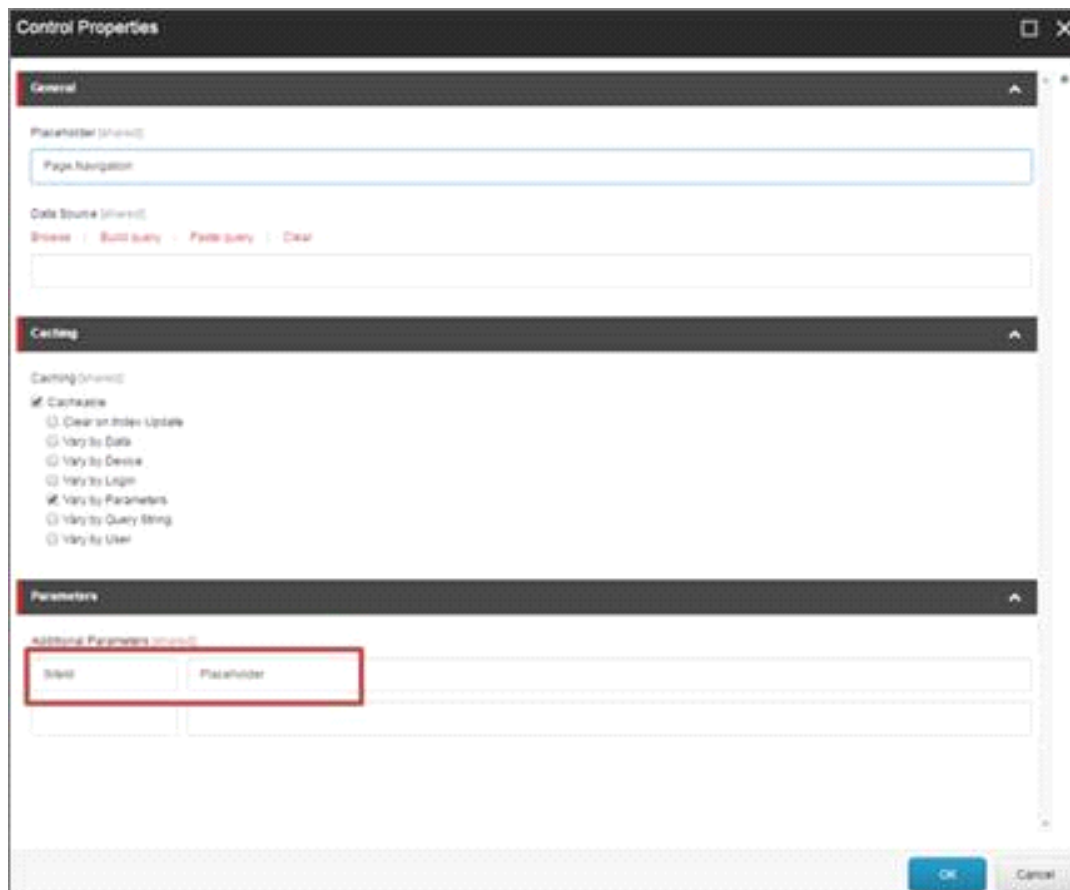 Control Properties
General
Placeholder [shared]
Page.Navigation
Data Source [shared]
Browse Build query Paste query Clear
Caching
Caching [shared]
Cacheable
Clear on Index Update
Vary by Data
Vary by Device
Vary by Login
Vary by Parameters
Vary by Query String
Vary by User
Parameters
Additional Parameters [shared]
Placeholder
OK Cancel